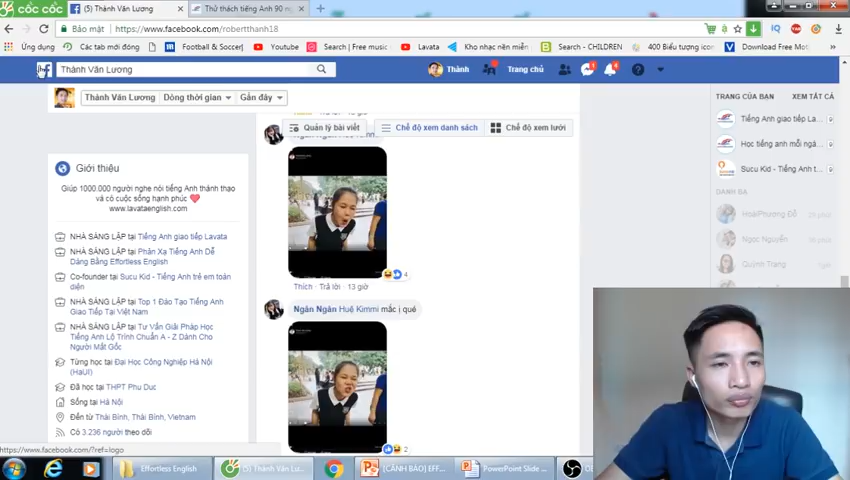 cốc cốc
(5) Thành Văn Lương
Thử thách tiếng Anh 90 ng
Bảo mật
https://www.facebook.com/robertthanh18
Ứng dụng
Các tab mới đóng
Football & Soccer|
Youtube
Search | Free music
Lavata
Kho nhạc nền miễn
Search - CHILDREN
400 Biểu tượng icon
Download Free Mot
Thành Văn Lương
Thành
Trang chủ
1
4
Thành Văn Lương
Dòng thời gian
Gần đây
TRANG CỦA BẠN
XEM TẤT CẢ
Quản lý bài viết
Chế độ xem danh sách
Chế độ xem lưới
Tiếng Anh giao tiếp La...
Học tiếng anh mỗi ngà...
Sucu Kid - Tiếng Anh t...
Giới thiệu
Giúp 1000.000 người nghe nói tiếng Anh thành thạo
và có cuộc sống hạnh phúc
www.lavataenglish.com
NHÀ SÁNG LẬP tại Tiếng Anh giao tiếp Lavata
NHÀ SÁNG LẬP tại Phản Xạ Tiếng Anh Dễ
Dàng Bằng Effortless English
Co-founder tại Sucu Kid - Tiếng Anh trẻ em toàn
diện
NHÀ SÁNG LẬP tại Top 1 Đào Tạo Tiếng Anh
Giao Tiếp Tại Việt Nam
NHÀ SÁNG LẬP tại Tư Vấn Giải Pháp Học
Tiếng Anh Lộ Trình Chuẩn A - Z Dành Cho
Người Mất Gốc
Từng học tại Đại Học Công Nghiệp Hà Nội
(HaUI)
Đã học tại THPT Phu Duc
Sống tại Hà Nội
Đến từ Thái Bình, Thái Bình, Vietnam
Có 3.236 người theo dõi
4
Thích · Trả lời · 13 giờ
Ngân Ngân Huệ Kimmi mắc ị qué
2
DANH BẠ
HoàiPhương Đỗ
Ngọc Nguyễn
Quỳnh Trang
https://www.facebook.com/?ref=logo
Effortless English
(5) Thành Văn Lư...
[CẢNH BÁO] EFF...
PowerPoint Slide ...